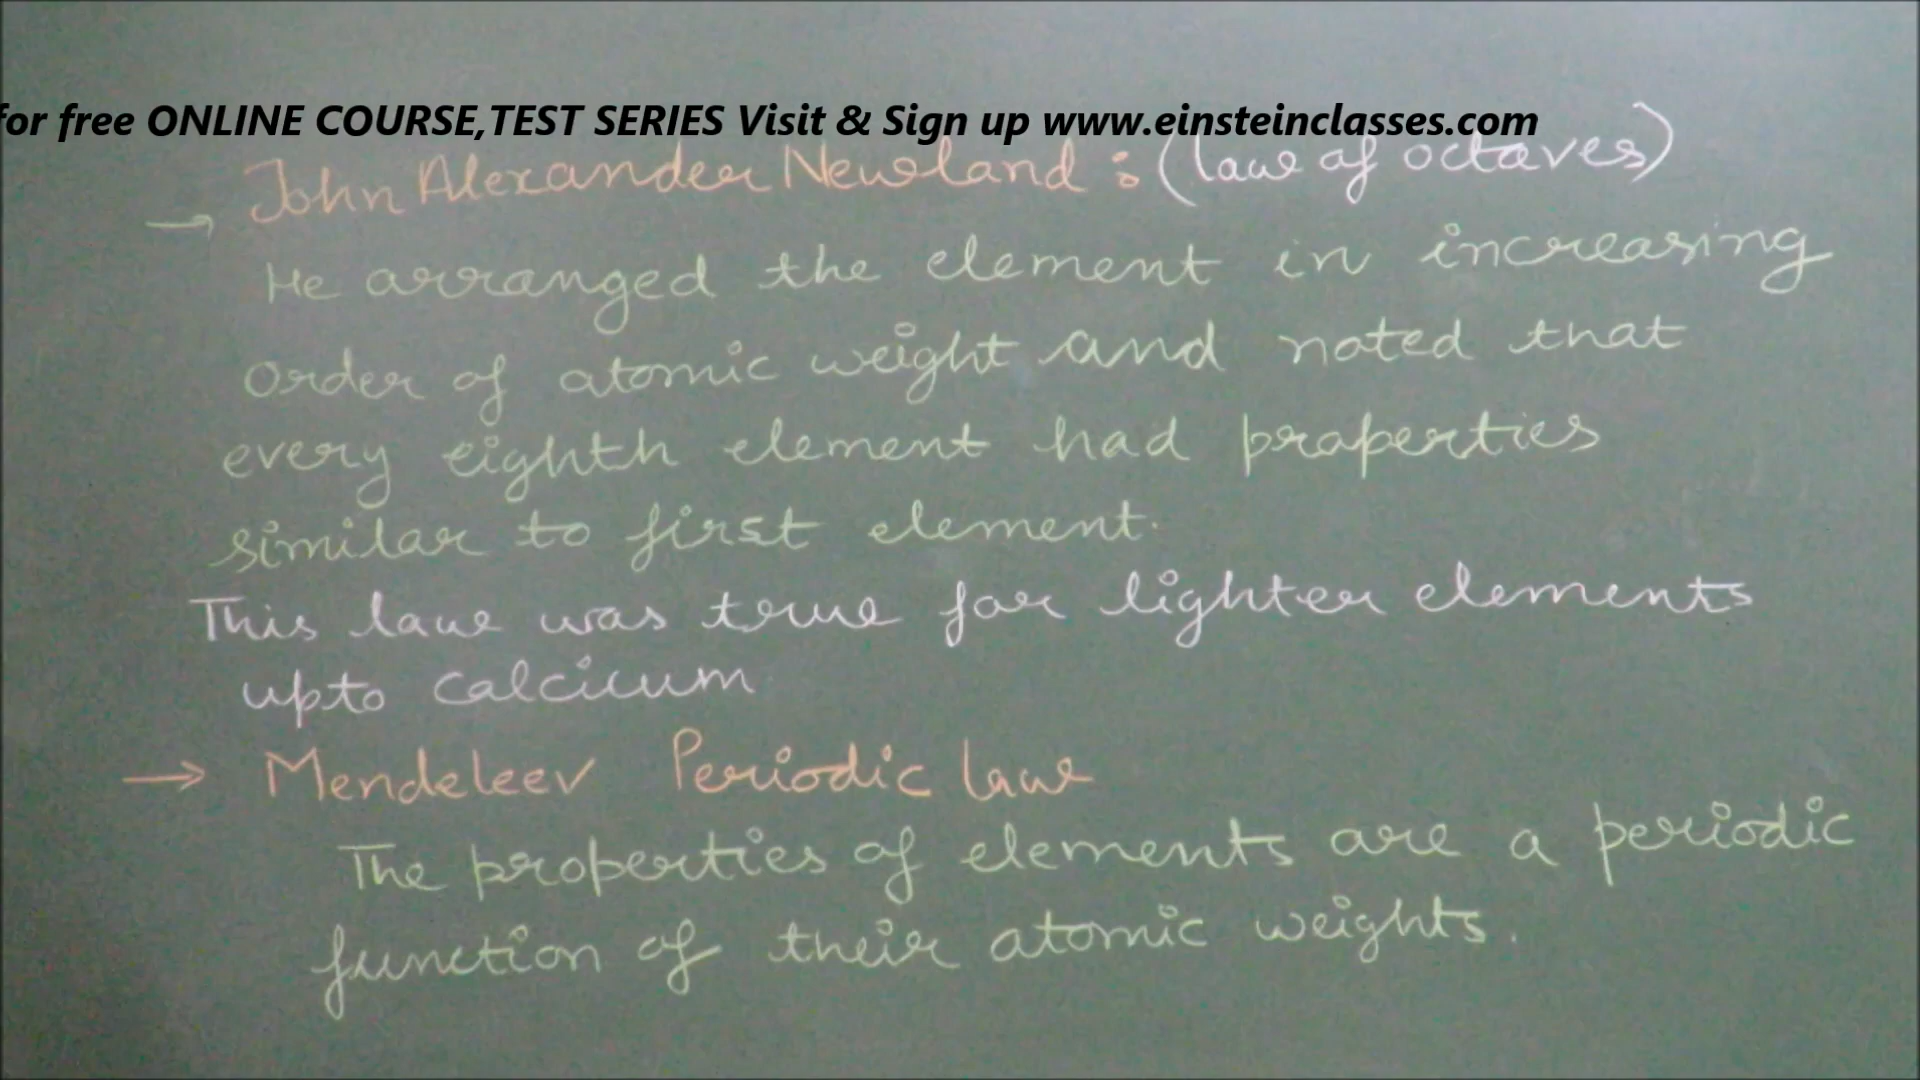 for free ONLINE COURSE,TEST SERIES Visit & Sign up www.einsteinclasses.com
→ John Alexander Newland : (law of octaves)
He arranged the element in increasing
order of atomic weight and noted that
every eighth element had properties
similar to first element.
This law was true for lighter elements
upto calcium
→ Mendeleev Periodic law
The properties of elements are a periodic
function of their atomic weights.